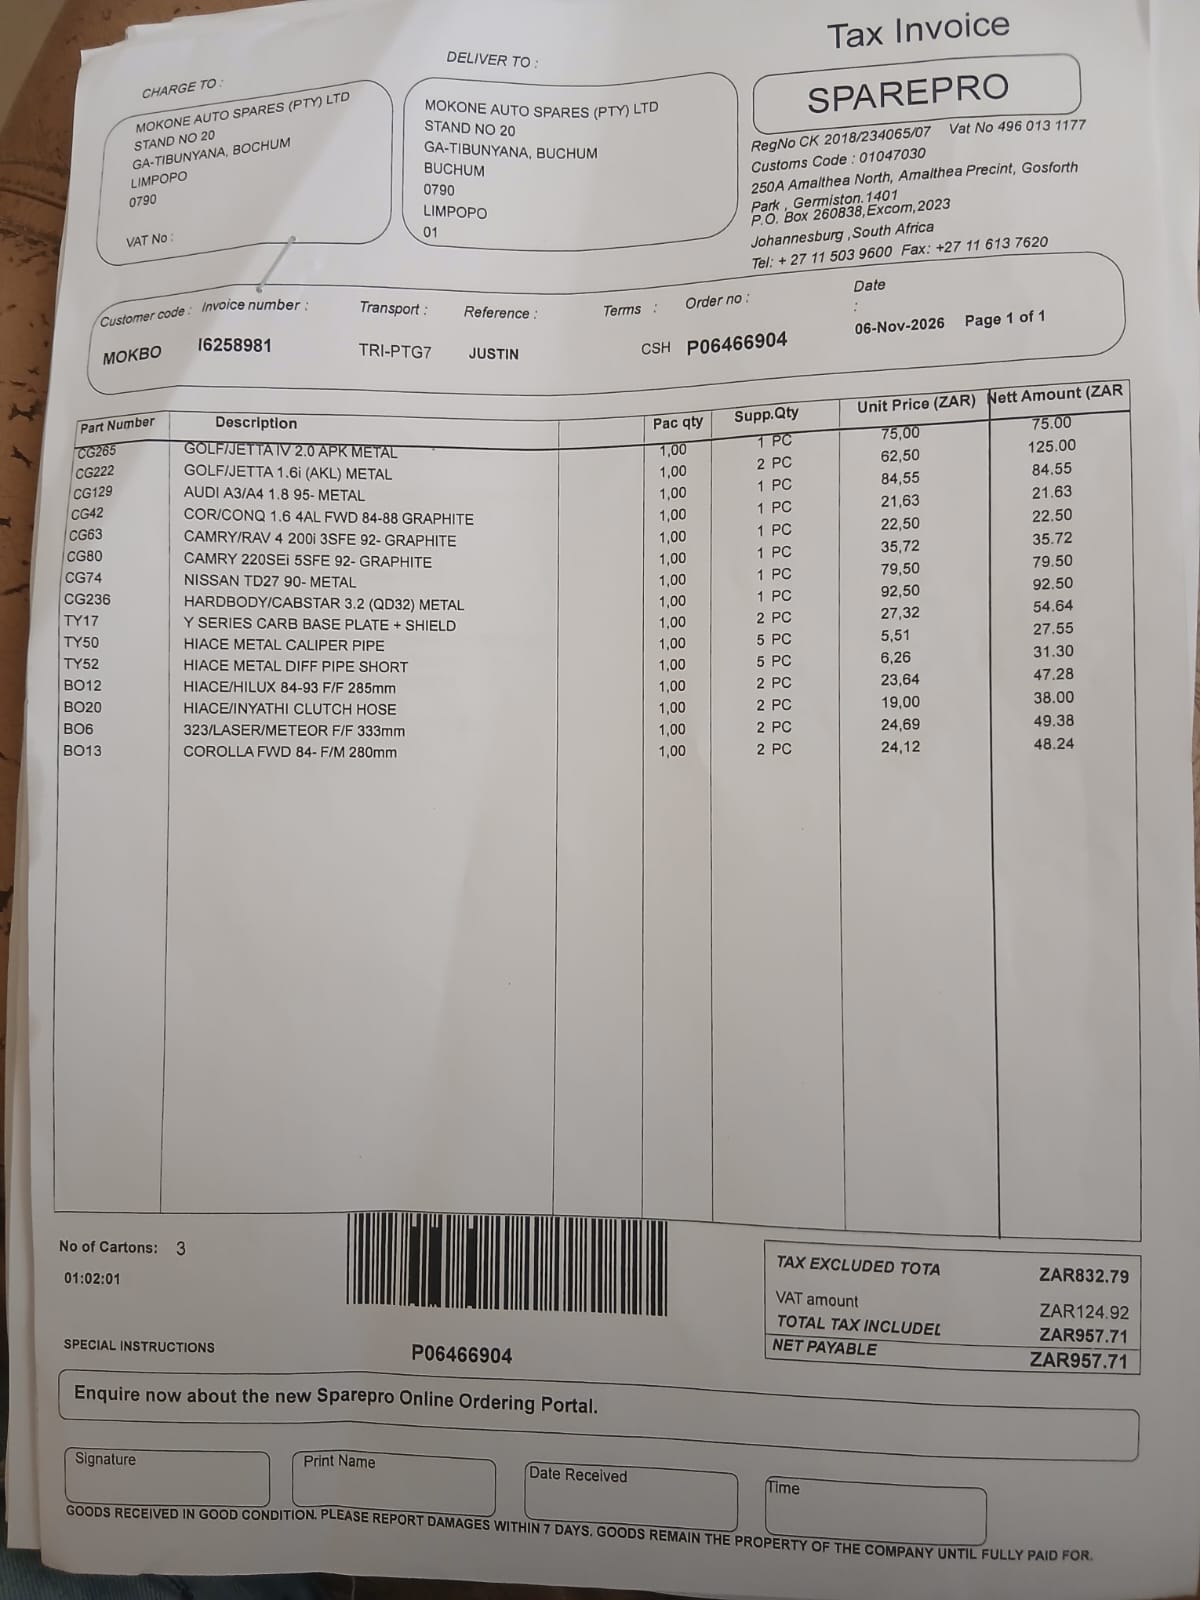 Tax Invoice
CHARGE TO :
MOKONE AUTO SPARES (PTY) LTD
STAND NO 20
GA-TIBUNYANA, BOCHUM
LIMPOPO
0790
VAT No :
DELIVER TO :
MOKONE AUTO SPARES (PTY) LTD
STAND NO 20
GA-TIBUNYANA, BUCHUM
BUCHUM
0790
LIMPOPO
01
SPAREPRO
RegNo CK 2018/234065/07 Vat No 496 013 1177
Customs Code : 01047030
250A Amalthea North, Amalthea Precint, Gosforth
Park , Germiston.1401
P.O. Box 260838,Excom,2023
Johannesburg ,South Africa
Tel: + 27 11 503 9600 Fax: +27 11 613 7620
Customer code : Invoice number : Transport : Reference : Terms : Order no : Date :
MOKBO I6258981 TRI-PTG7 JUSTIN CSH P06466904 06-Nov-2026 Page 1 of 1
Part Number Description Pac qty Supp.Qty Unit Price (ZAR) Nett Amount (ZAR
CG265 GOLF/JETTA IV 2.0 APK METAL 1,00 1 PC 75,00 75.00
CG222 GOLF/JETTA 1.6i (AKL) METAL 1,00 2 PC 62,50 125.00
CG129 AUDI A3/A4 1.8 95- METAL 1,00 1 PC 84,55 84.55
CG42 COR/CONQ 1.6 4AL FWD 84-88 GRAPHITE 1,00 1 PC 21,63 21.63
CG63 CAMRY/RAV 4 200i 3SFE 92- GRAPHITE 1,00 1 PC 22,50 22.50
CG80 CAMRY 220SEi 5SFE 92- GRAPHITE 1,00 1 PC 35,72 35.72
CG74 NISSAN TD27 90- METAL 1,00 1 PC 79,50 79.50
CG236 HARDBODY/CABSTAR 3.2 (QD32) METAL 1,00 1 PC 92,50 92.50
TY17 Y SERIES CARB BASE PLATE + SHIELD 1,00 2 PC 27,32 54.64
TY50 HIACE METAL CALIPER PIPE 1,00 5 PC 5,51 27.55
TY52 HIACE METAL DIFF PIPE SHORT 1,00 5 PC 6,26 31.30
BO12 HIACE/HILUX 84-93 F/F 285mm 1,00 2 PC 23,64 47.28
BO20 HIACE/INYATHI CLUTCH HOSE 1,00 2 PC 19,00 38.00
BO6 323/LASER/METEOR F/F 333mm 1,00 2 PC 24,69 49.38
BO13 COROLLA FWD 84- F/M 280mm 1,00 2 PC 24,12 48.24
No of Cartons: 3
01:02:01
TAX EXCLUDED TOTA ZAR832.79
VAT amount ZAR124.92
TOTAL TAX INCLUDEL ZAR957.71
NET PAYABLE ZAR957.71
SPECIAL INSTRUCTIONS
P06466904
Enquire now about the new Sparepro Online Ordering Portal.
Signature Print Name Date Received Time
GOODS RECEIVED IN GOOD CONDITION. PLEASE REPORT DAMAGES WITHIN 7 DAYS. GOODS REMAIN THE PROPERTY OF THE COMPANY UNTIL FULLY PAID FOR.